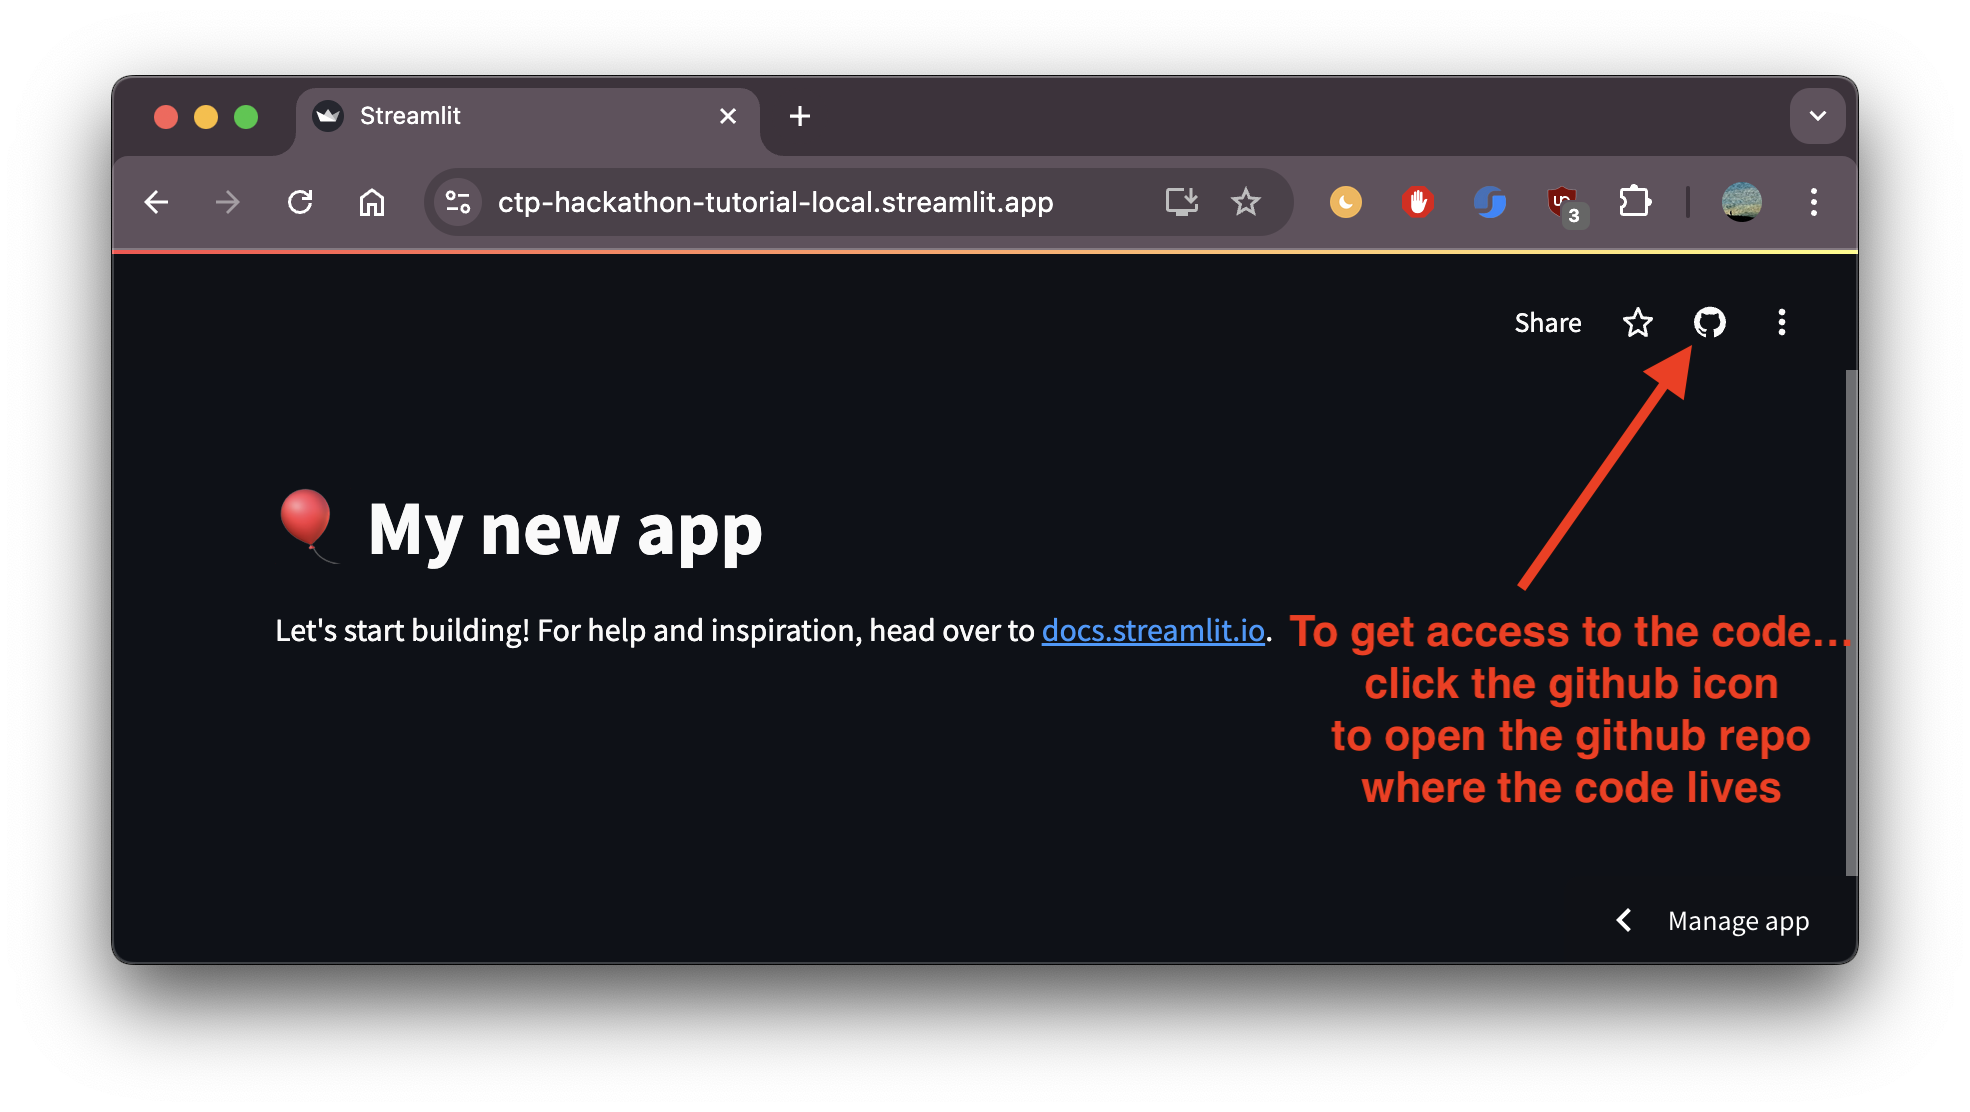 Streamlit
ctp-hackathon-tutorial-local.streamlit.app
3
Share
🎈 My new app
Let's start building! For help and inspiration, head over to docs.streamlit.io.
To get access to the code...
click the github icon
to open the github repo
where the code lives
Manage app